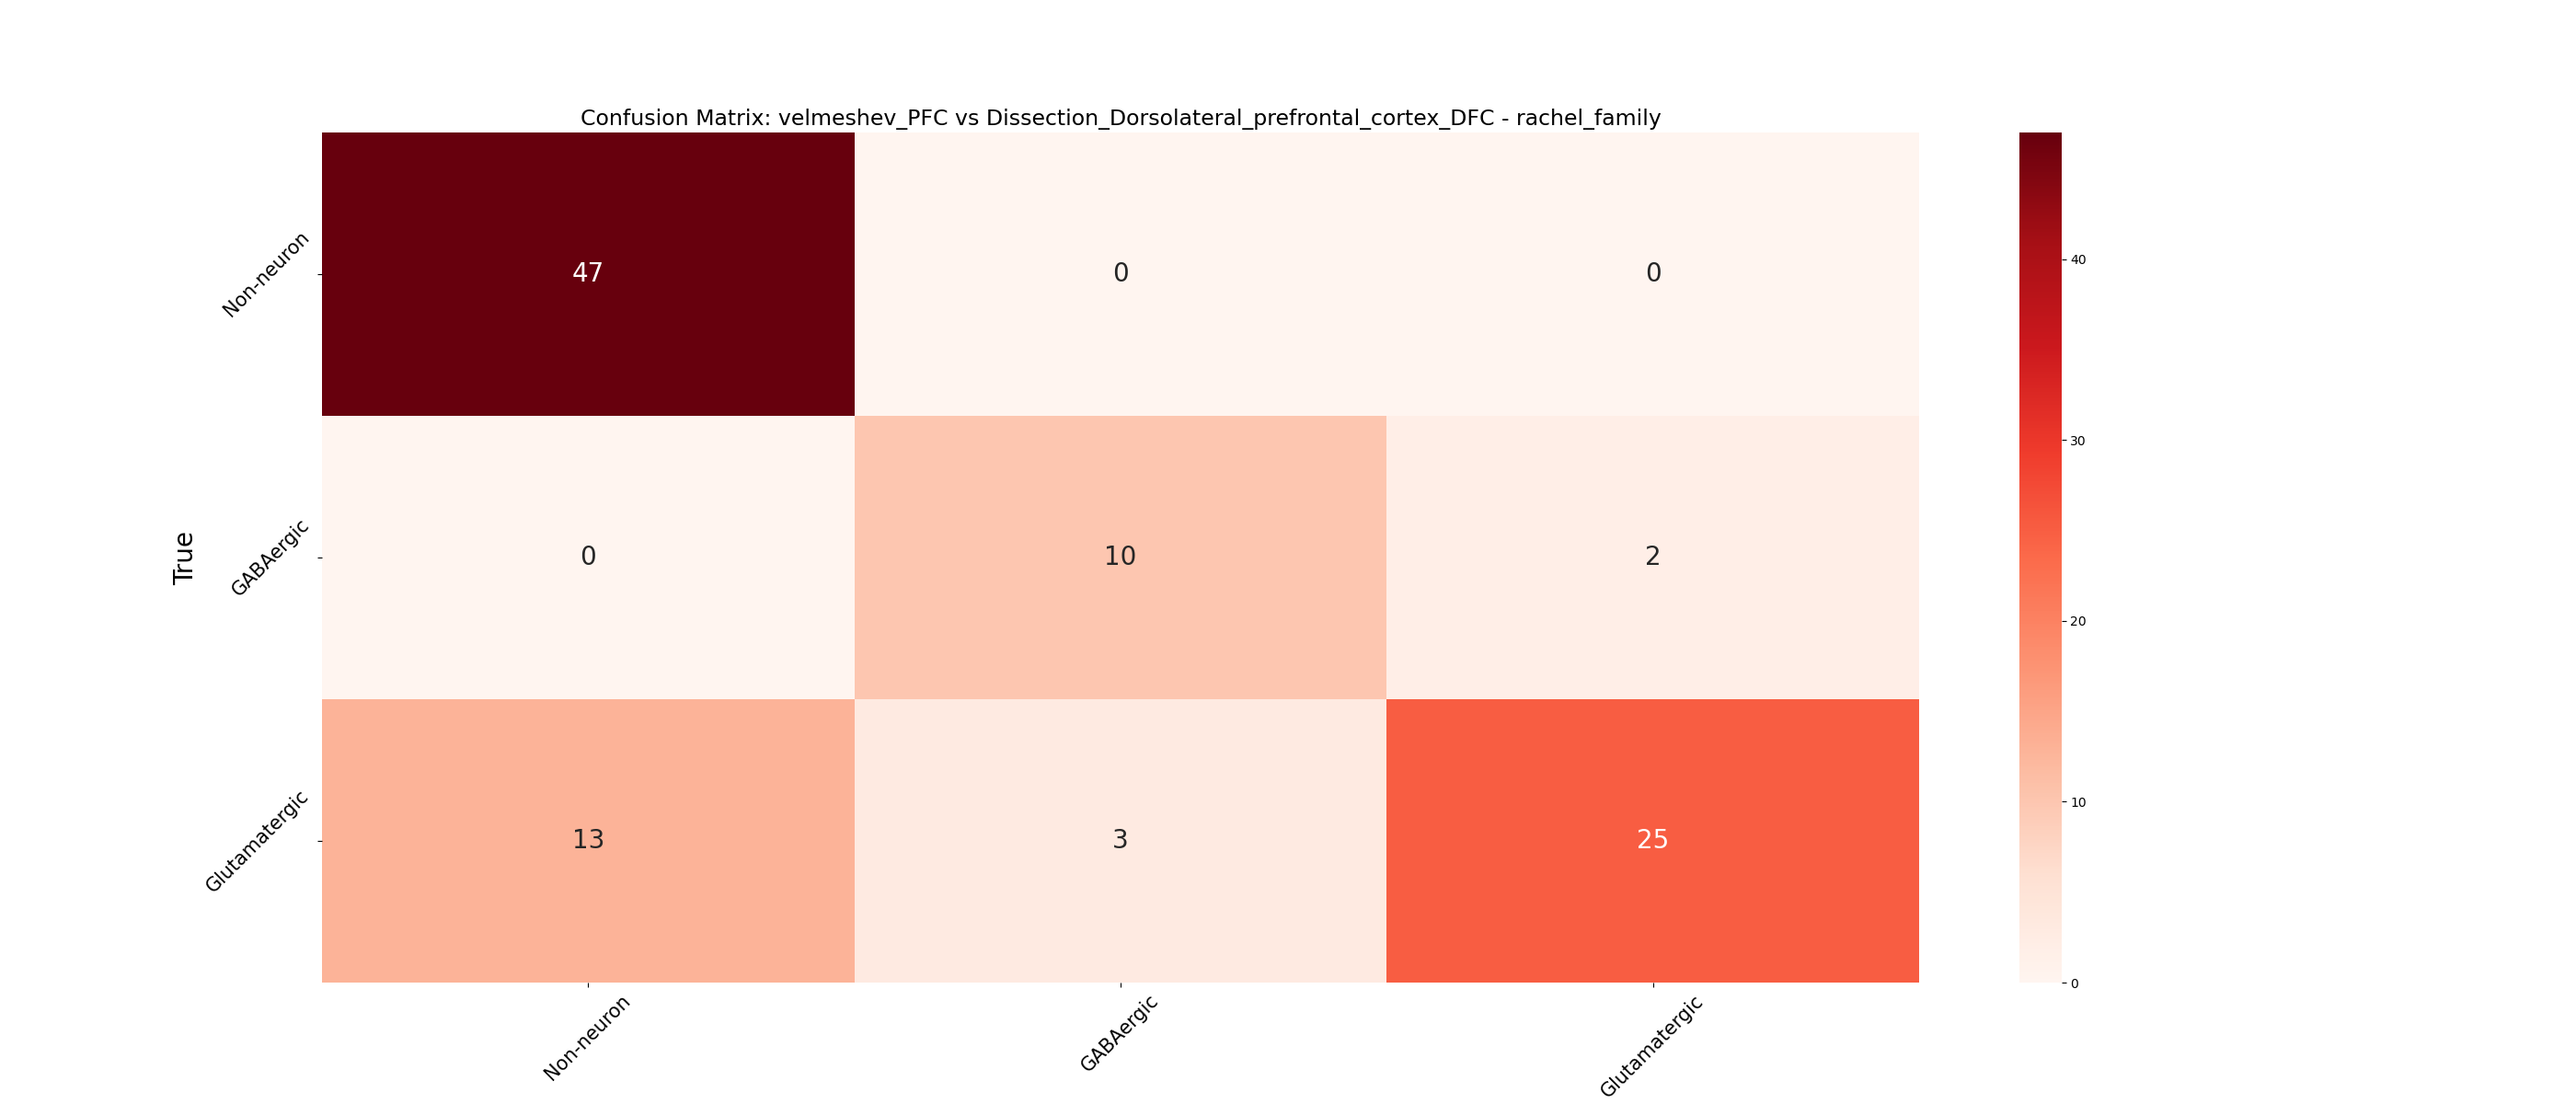 Confusion Matrix: velmeshev_PFC vs Dissection_Dorsolateral_prefrontal_cortex_DFC - rachel_family
True
Non-neuron 47 0 0
GABAergic 0 10 2
Glutamatergic 13 3 25
Non-neuron GABAergic Glutamatergic
40
30
20
10
0